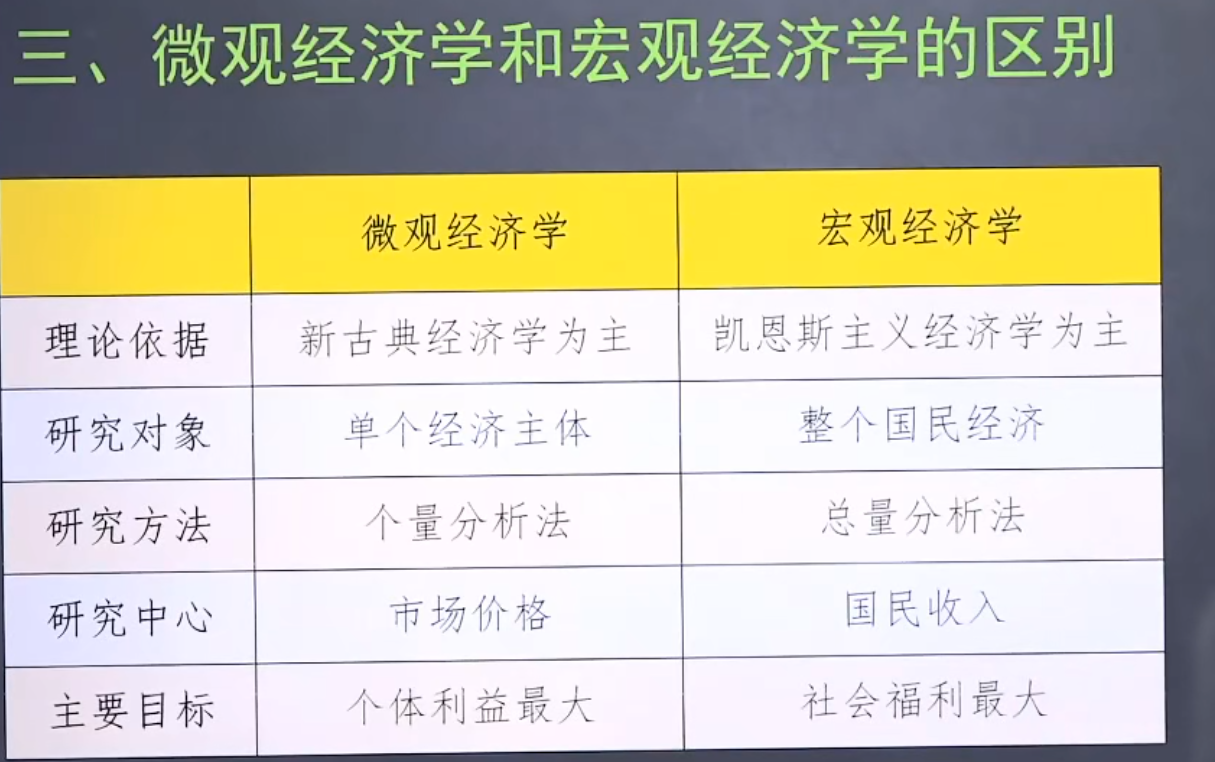 三、微观经济学和宏观经济学的区别
微观经济学 宏观经济学
理论依据 新古典经济学为主 凯恩斯主义经济学为主
研究对象 单个经济主体 整个国民经济
研究方法 个量分析法 总量分析法
研究中心 市场价格 国民收入
主要目标 个体利益最大 社会福利最大